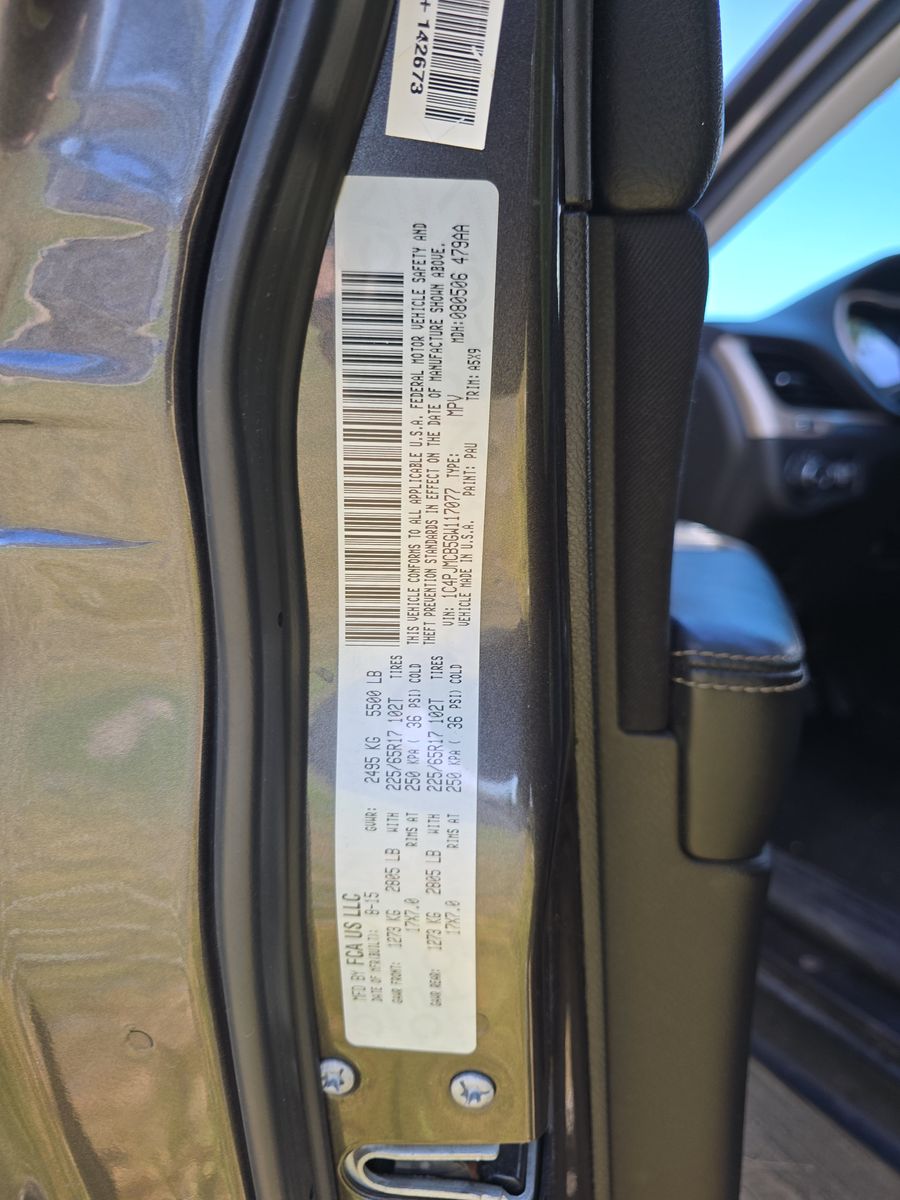 + 142673
MFD BY FCA US LLC
DATE OF MFR(BUILT): 8-15 GVWR: 2495 KG 5500 LB
GAWR FRONT: 1273 KG 2805 LB WITH 225/65R17 102T TIRES
17X7.0 RIMS AT 250 KPA ( 36 PSI) COLD
GAWR REAR: 1273 KG 2805 LB WITH 225/65R17 102T TIRES
17X7.0 RIMS AT 250 KPA ( 36 PSI) COLD
THIS VEHICLE CONFORMS TO ALL APPLICABLE U.S.A. FEDERAL MOTOR VEHICLE SAFETY AND
THEFT PREVENTION STANDARDS IN EFFECT ON THE DATE OF MANUFACTURE SHOWN ABOVE.
VIN: 1C4PJMCB5GW117077 TYPE: MPV MDH:080506 479AA
VEHICLE MADE IN U.S.A. PAINT: PAU TRIM: A5X9